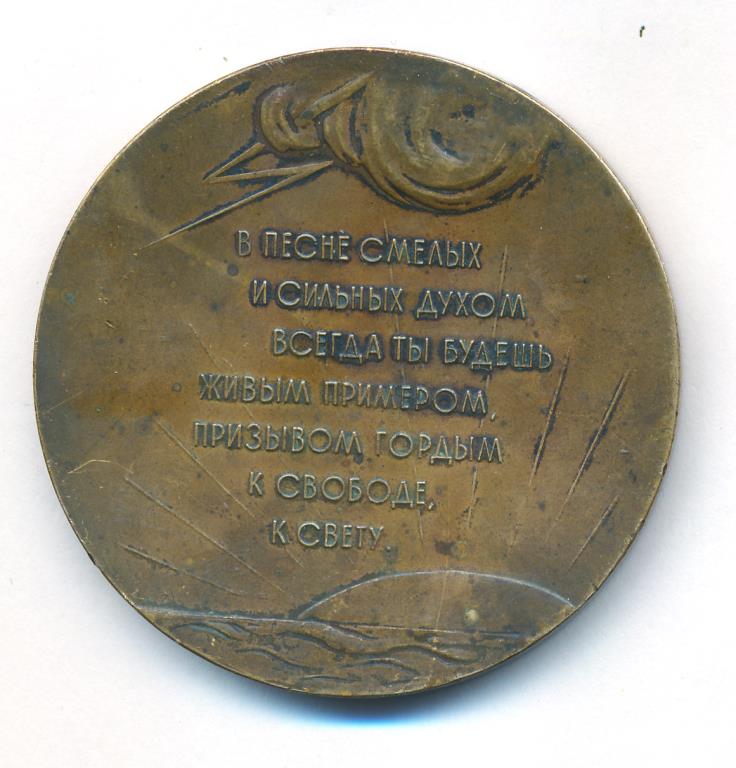 В ПЕСНЕ СМЕЛЫХ
И СИЛЬНЫХ ДУХОМ
ВСЕГДА ТЫ БУДЕШЬ
ЖИВЫМ ПРИМЕРОМ,
ПРИЗЫВОМ ГОРДЫМ
К СВОБОДЕ,
К СВЕТУ.